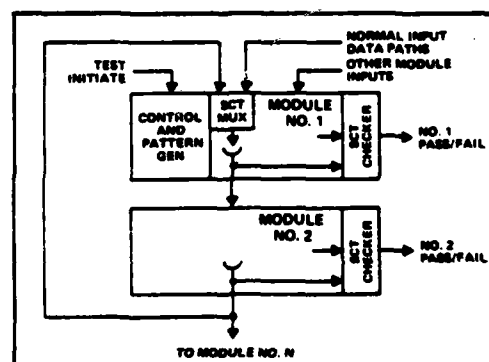 NORMAL INPUT
DATA PATHS
TEST
INITIATE
OTHER MODULE
INPUTS
CONTROL
AND
PATTERN
GEN
SCT
MUX
MODULE
NO. 1
SCT
CHECKER
NO. 1
PASS/FAIL
MODULE
NO. 2
SCT
CHECKER
NO. 2
PASS/FAIL
TO MODULE NO. N